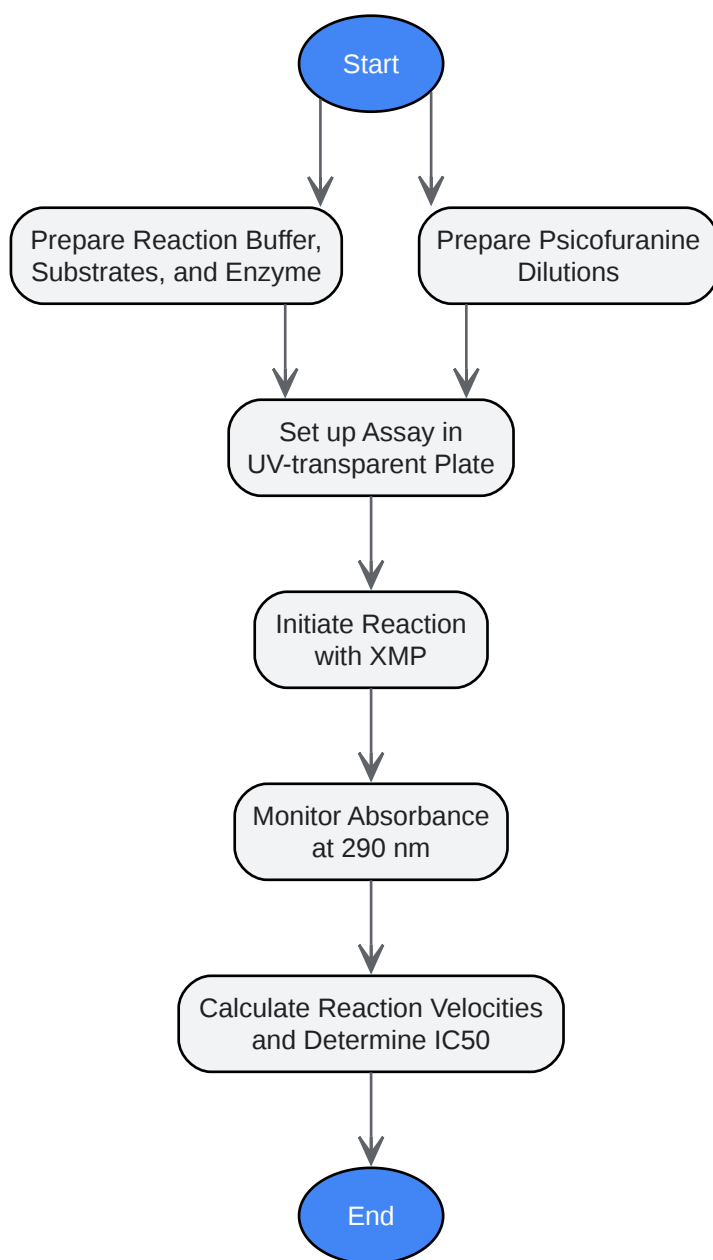 Start
Prepare Reaction Buffer,
Substrates, and Enzyme
Prepare Psicofuranine
Dilutions
Set up Assay in
UV-transparent Plate
Initiate Reaction
with XMP
Monitor Absorbance
at 290 nm
Calculate Reaction Velocities
and Determine IC50
End